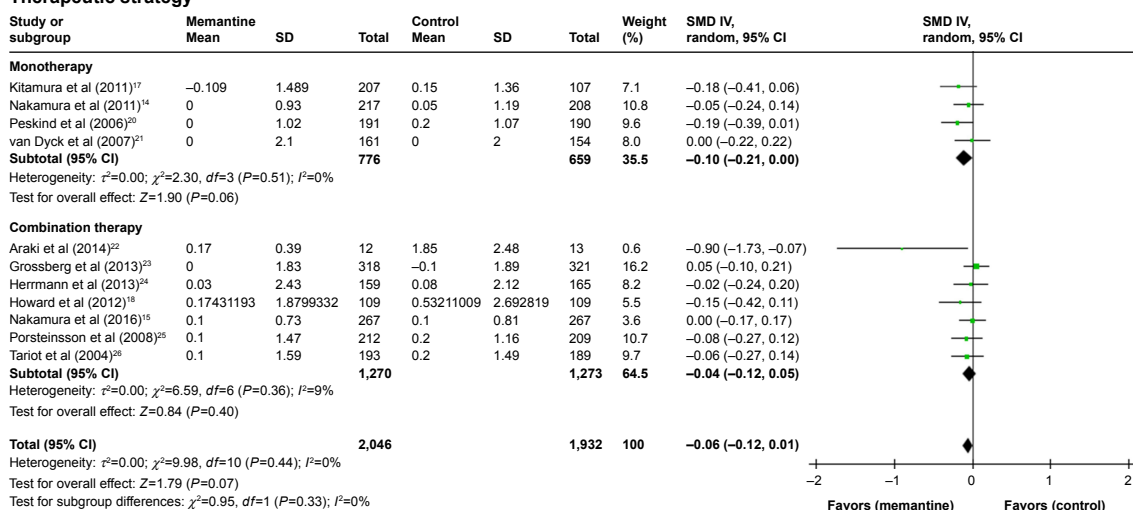 Therapeutic strategy
Study or subgroup Memantine Mean SD Total Control Mean SD Total Weight (%) SMD IV, random, 95% CI SMD IV, random, 95% CI
Monotherapy
Kitamura et al (2011)17 –0.109 1.489 207 0.15 1.36 107 7.1 –0.18 (–0.41, 0.06)
Nakamura et al (2011)14 0 0.93 217 0.05 1.19 208 10.8 –0.05 (–0.24, 0.14)
Peskind et al (2006)20 0 1.02 191 0.2 1.07 190 9.6 –0.19 (–0.39, 0.01)
van Dyck et al (2007)21 0 2.1 161 0 2 154 8.0 0.00 (–0.22, 0.22)
Subtotal (95% CI) 776 659 35.5 –0.10 (–0.21, 0.00)
Heterogeneity: τ²=0.00; χ²=2.30, df=3 (P=0.51); I²=0%
Test for overall effect: Z=1.90 (P=0.06)
Combination therapy
Araki et al (2014)22 0.17 0.39 12 1.85 2.48 13 0.6 –0.90 (–1.73, –0.07)
Grossberg et al (2013)23 0 1.83 318 –0.1 1.89 321 16.2 0.05 (–0.10, 0.21)
Herrmann et al (2013)24 0.03 2.43 159 0.08 2.12 165 8.2 –0.02 (–0.24, 0.20)
Howard et al (2012)18 0.17431193 1.8799332 109 0.53211009 2.692819 109 5.5 –0.15 (–0.42, 0.11)
Nakamura et al (2016)15 0.1 0.73 267 0.1 0.81 267 3.6 0.00 (–0.17, 0.17)
Porsteinsson et al (2008)25 0.1 1.47 212 0.2 1.16 209 10.7 –0.08 (–0.27, 0.12)
Tariot et al (2004)26 0.1 1.59 193 0.2 1.49 189 9.7 –0.06 (–0.27, 0.14)
Subtotal (95% CI) 1,270 1,273 64.5 –0.04 (–0.12, 0.05)
Heterogeneity: τ²=0.00; χ²=6.59, df=6 (P=0.36); I²=9%
Test for overall effect: Z=0.84 (P=0.40)
Total (95% CI) 2,046 1,932 100 –0.06 (–0.12, 0.01)
Heterogeneity: τ²=0.00; χ²=9.98, df=10 (P=0.44); I²=0%
Test for overall effect: Z=1.79 (P=0.07)
Test for subgroup differences: χ²=0.95, df=1 (P=0.33); I²=0%
–2 –1 0 1 2
Favors (memantine) Favors (control)